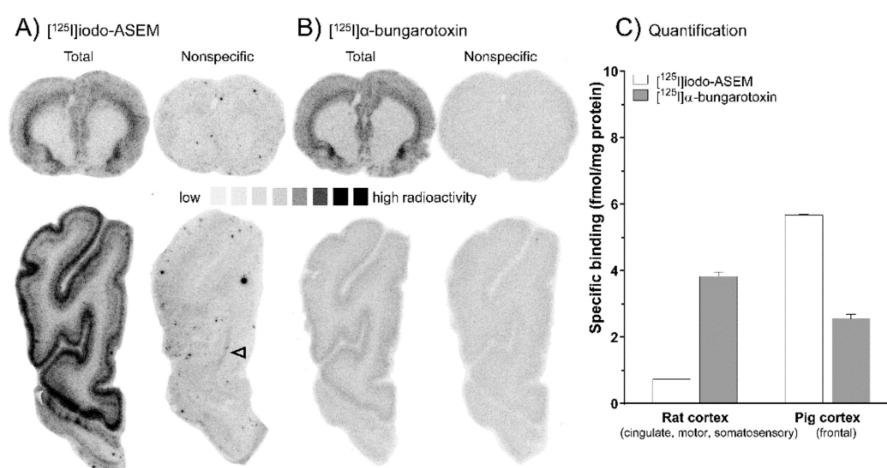 A) [¹²⁵I]iodo-ASEM
Total Nonspecific
B) [¹²⁵I]α-bungarotoxin
Total Nonspecific
low high radioactivity
C) Quantification
[¹²⁵I]iodo-ASEM
[¹²⁵I]α-bungarotoxin
Specific binding (fmol/mg protein)
10
8
6
4
2
0
Rat cortex
(cingulate, motor, somatosensory)
Pig cortex
(frontal)